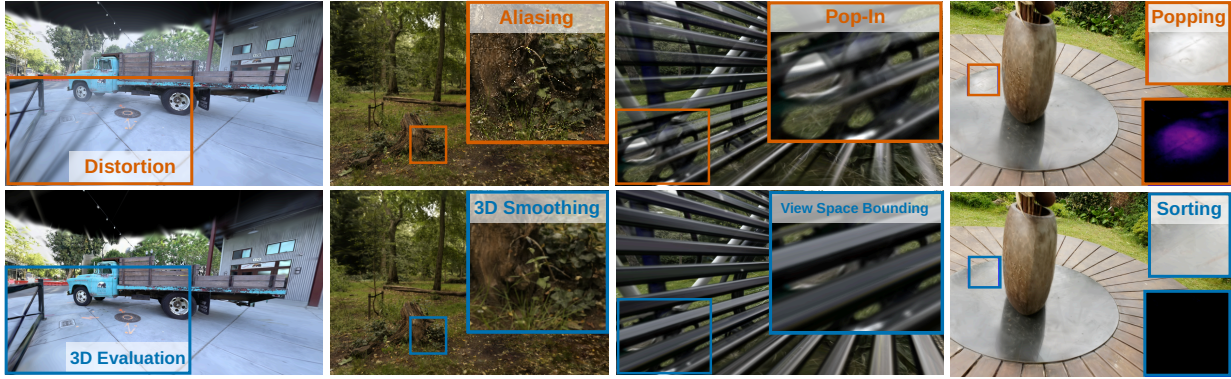 Distortion
Aliasing
Pop-In
Popping
3D Evaluation
3D Smoothing
View Space Bounding
Sorting